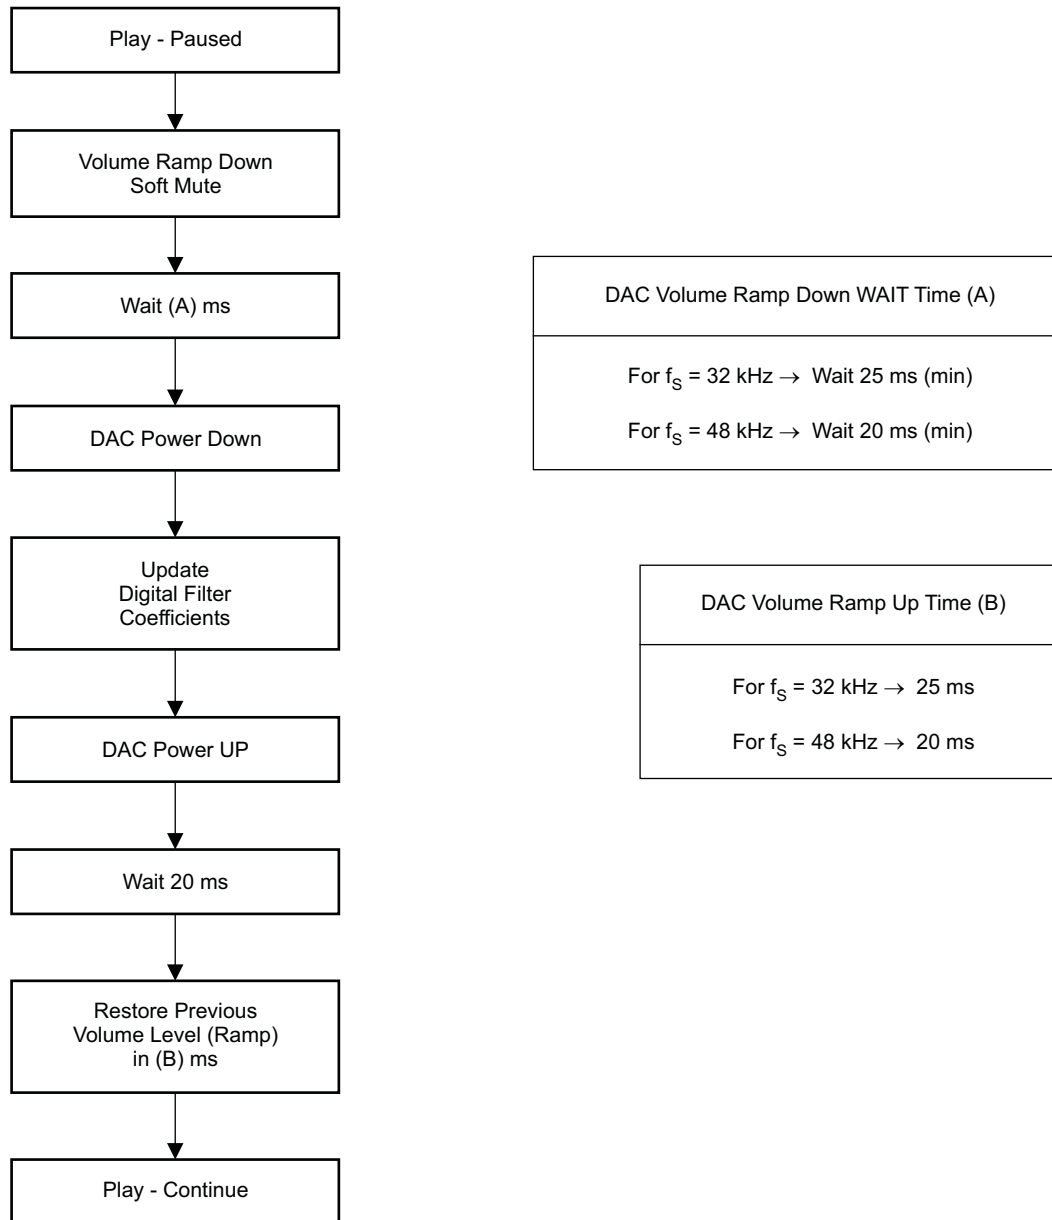 Play - Paused
Volume Ramp Down
Soft Mute
Wait (A) ms
DAC Power Down
Update
Digital Filter
Coefficients
DAC Power UP
Wait 20 ms
Restore Previous
Volume Level (Ramp)
in (B) ms
Play - Continue
DAC Volume Ramp Down WAIT Time (A)
For fS = 32 kHz → Wait 25 ms (min)
For fS = 48 kHz → Wait 20 ms (min)
DAC Volume Ramp Up Time (B)
For fS = 32 kHz → 25 ms
For fS = 48 kHz → 20 ms